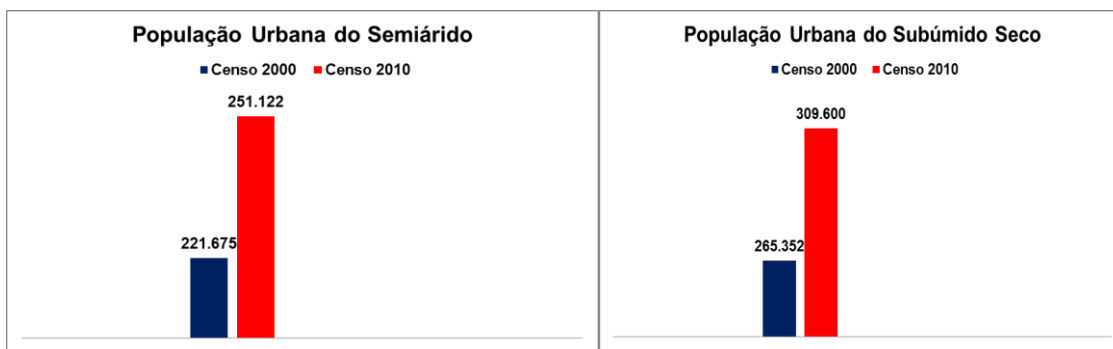 População Urbana do Semiárido
Censo 2000 Censo 2010
251.122
221.675
População Urbana do Subúmido Seco
Censo 2000 Censo 2010
309.600
265.352